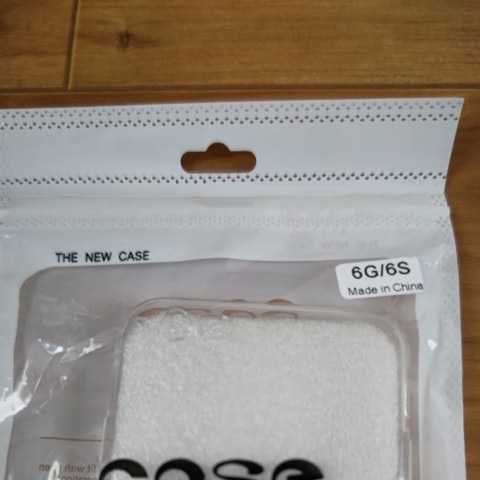 THE NEW CASE
6G/6S
Made in China
case